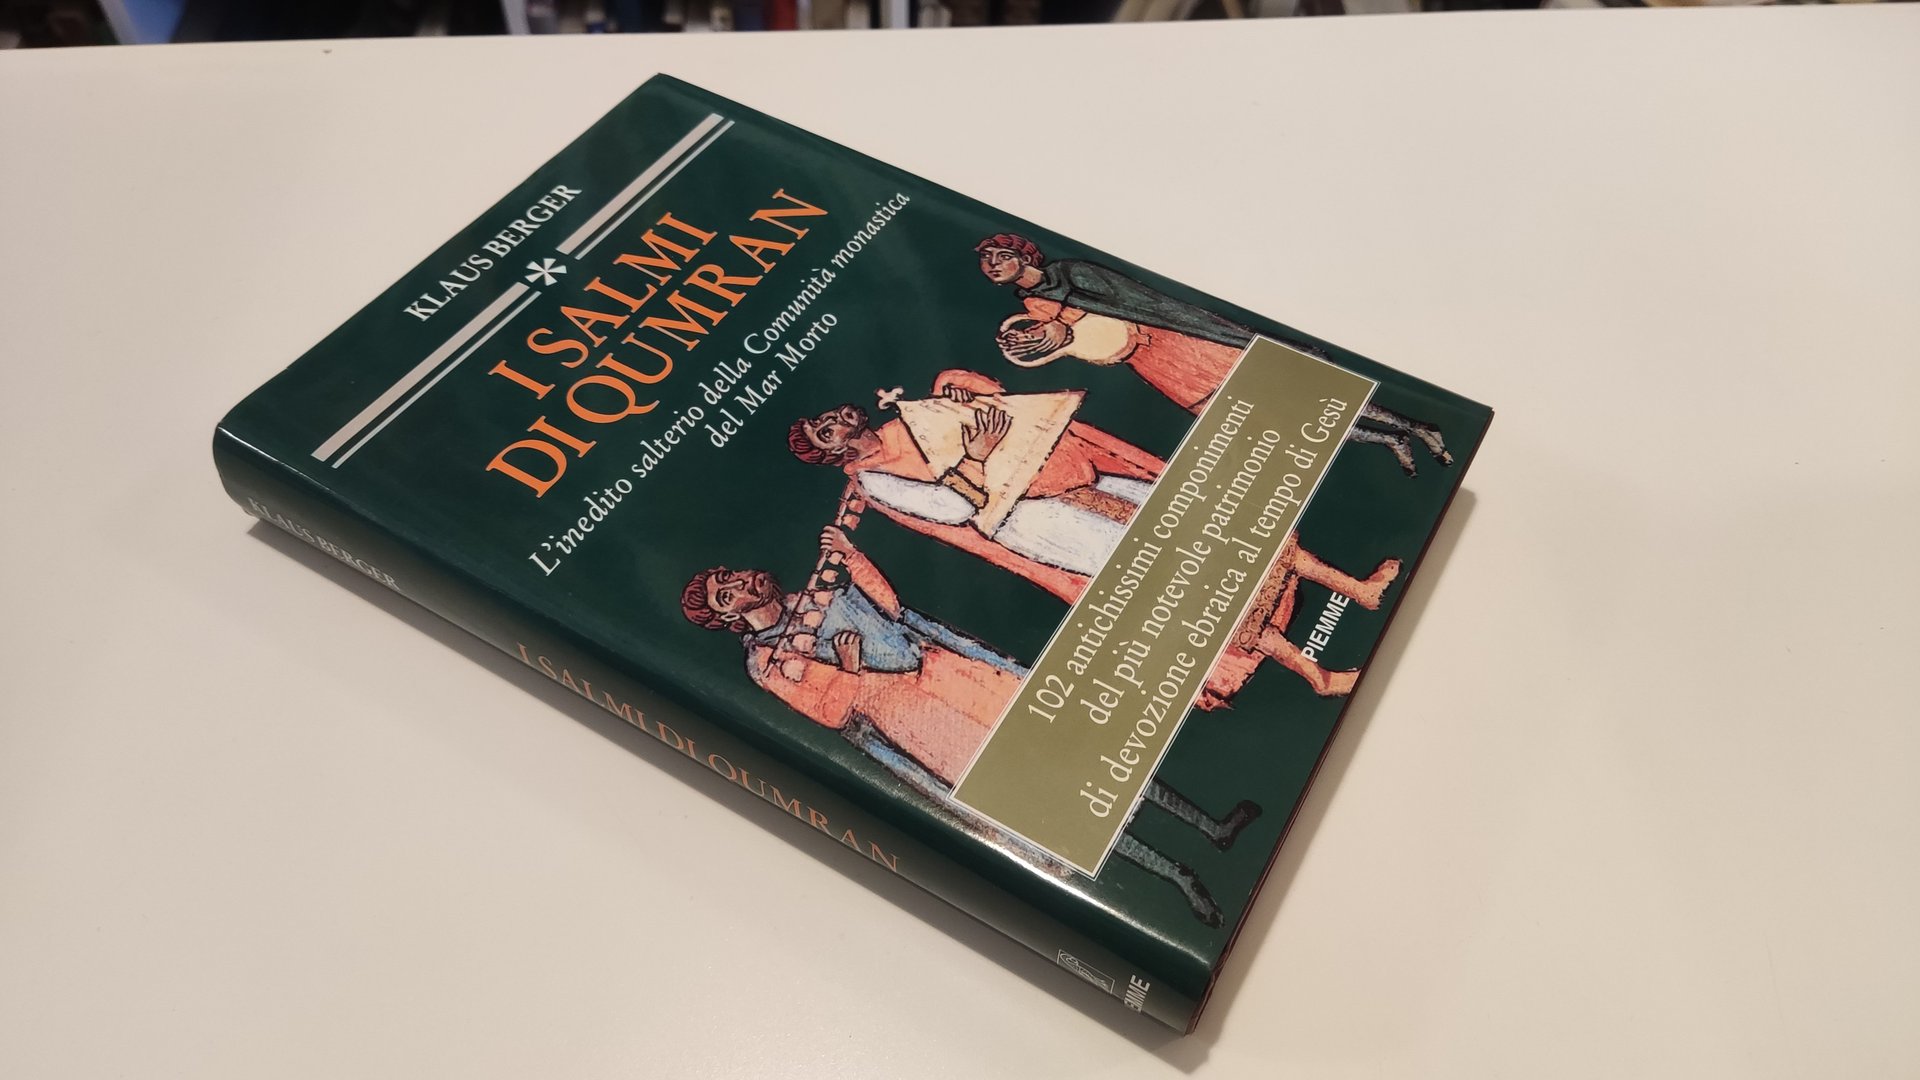 KLAUS BERGER
I SALMI
DI QUMRAN
L'inedito salterio della Comunità monastica
del Mar Morto
102 antichissimi componimenti
del più notevole patrimonio
di devozione ebraica al tempo di Gesù
PIEMME
KLAUS BERGER
I SALMI DI QUMRAN
PIEMME